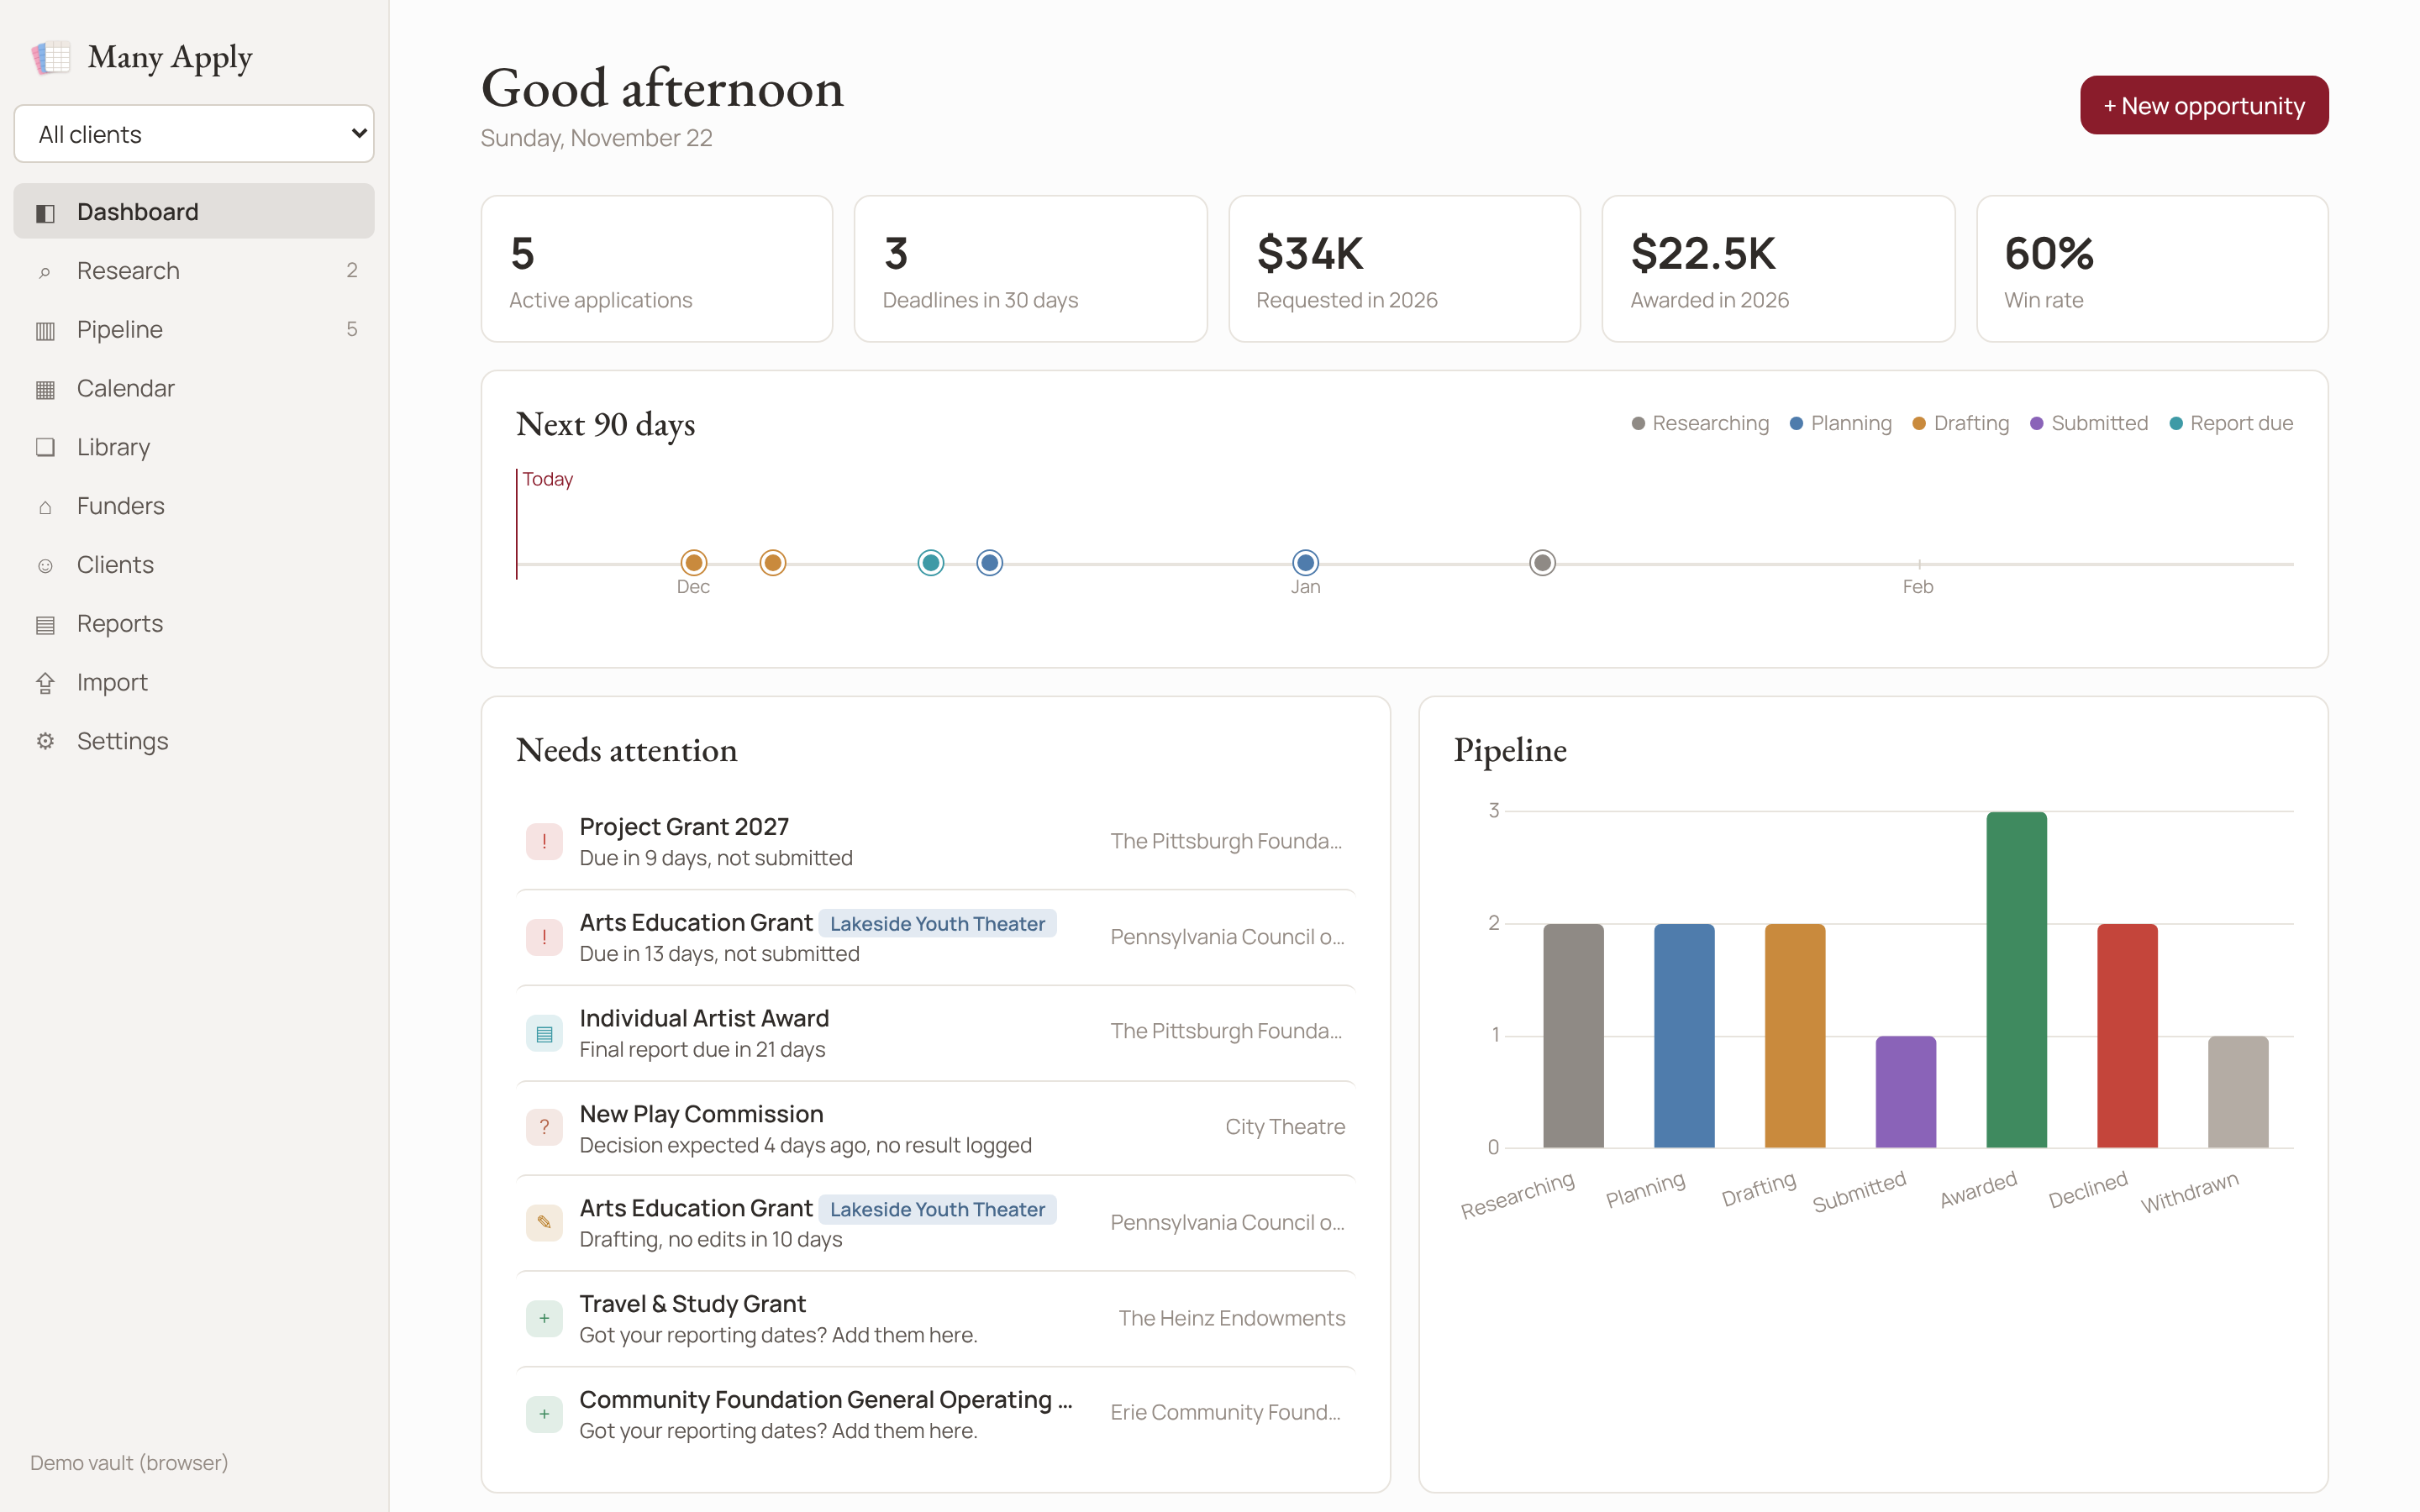 Many Apply
All clients
Dashboard
Research 2
Pipeline 5
Calendar
Library
Funders
Clients
Reports
Import
Settings
Demo vault (browser)
Good afternoon
Sunday, November 22
+ New opportunity
5
Active applications
3
Deadlines in 30 days
$34K
Requested in 2026
$22.5K
Awarded in 2026
60%
Win rate
Next 90 days
Researching Planning Drafting Submitted Report due
Today
Dec Jan Feb
Needs attention
! Project Grant 2027
Due in 9 days, not submitted
The Pittsburgh Founda...
! Arts Education Grant Lakeside Youth Theater
Due in 13 days, not submitted
Pennsylvania Council o...
Individual Artist Award
Final report due in 21 days
The Pittsburgh Founda...
? New Play Commission
Decision expected 4 days ago, no result logged
City Theatre
Arts Education Grant Lakeside Youth Theater
Drafting, no edits in 10 days
Pennsylvania Council o...
+ Travel & Study Grant
Got your reporting dates? Add them here.
The Heinz Endowments
+ Community Foundation General Operating ...
Got your reporting dates? Add them here.
Erie Community Found...
Pipeline
3
2
1
0
Researching Planning Drafting Submitted Awarded Declined Withdrawn